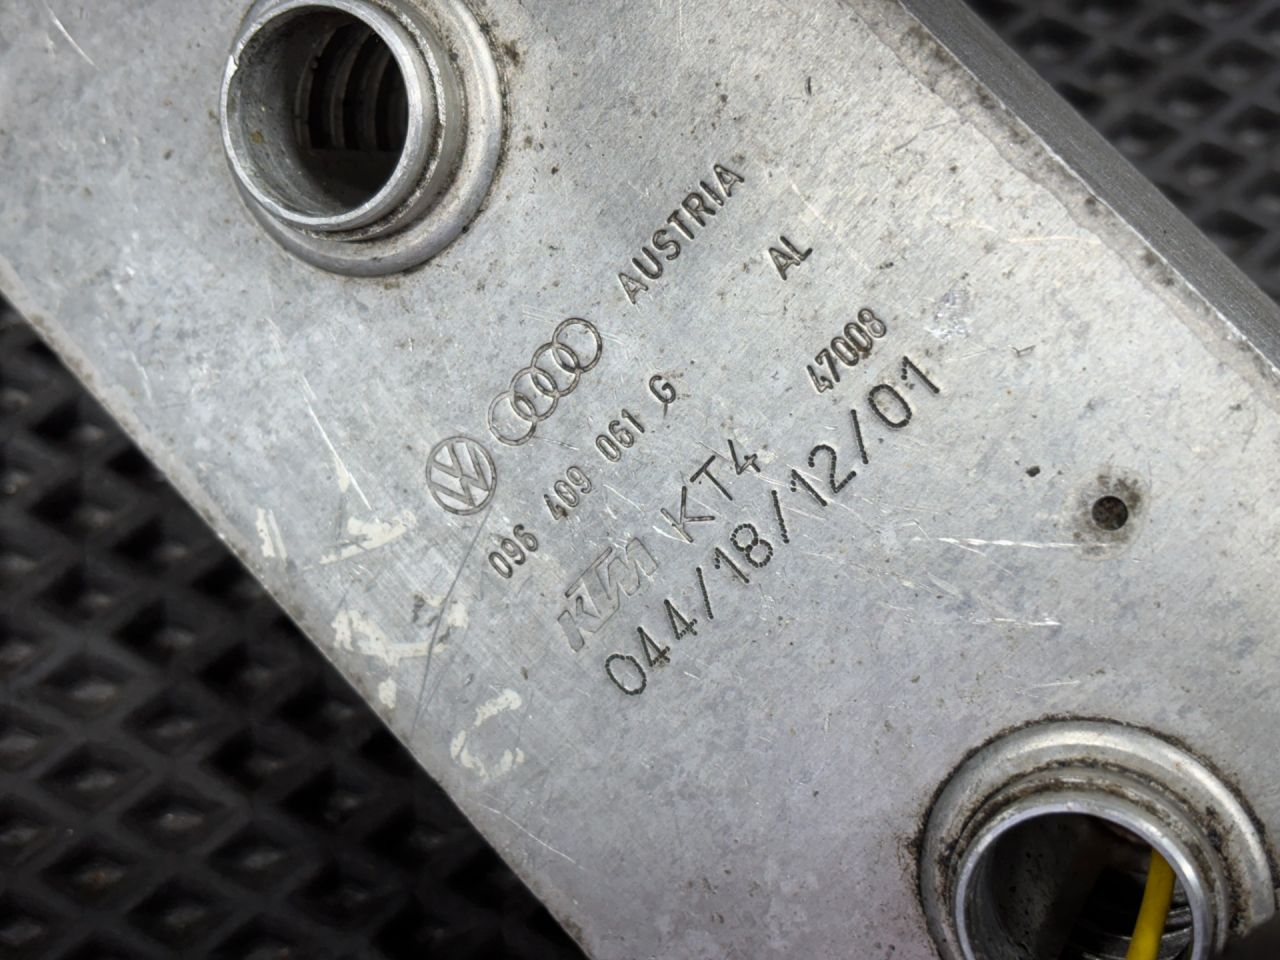 AUSTRIA
AL
096 409 061 G
47008
KTM KT4
044/18/12/01